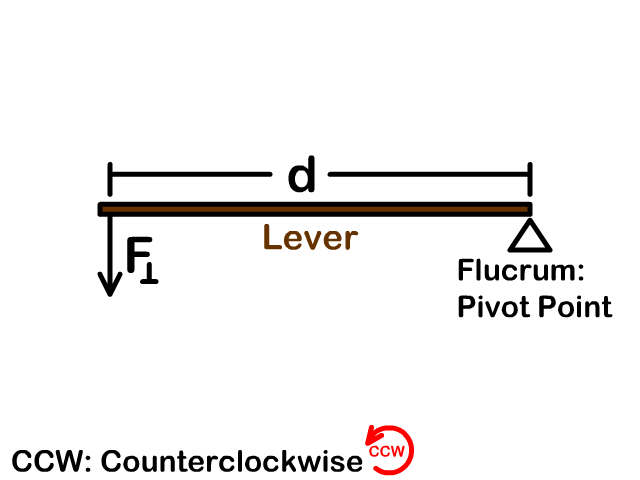 d
Lever
F⊥
Flucrum:
Pivot Point
CCW: Counterclockwise
CCW